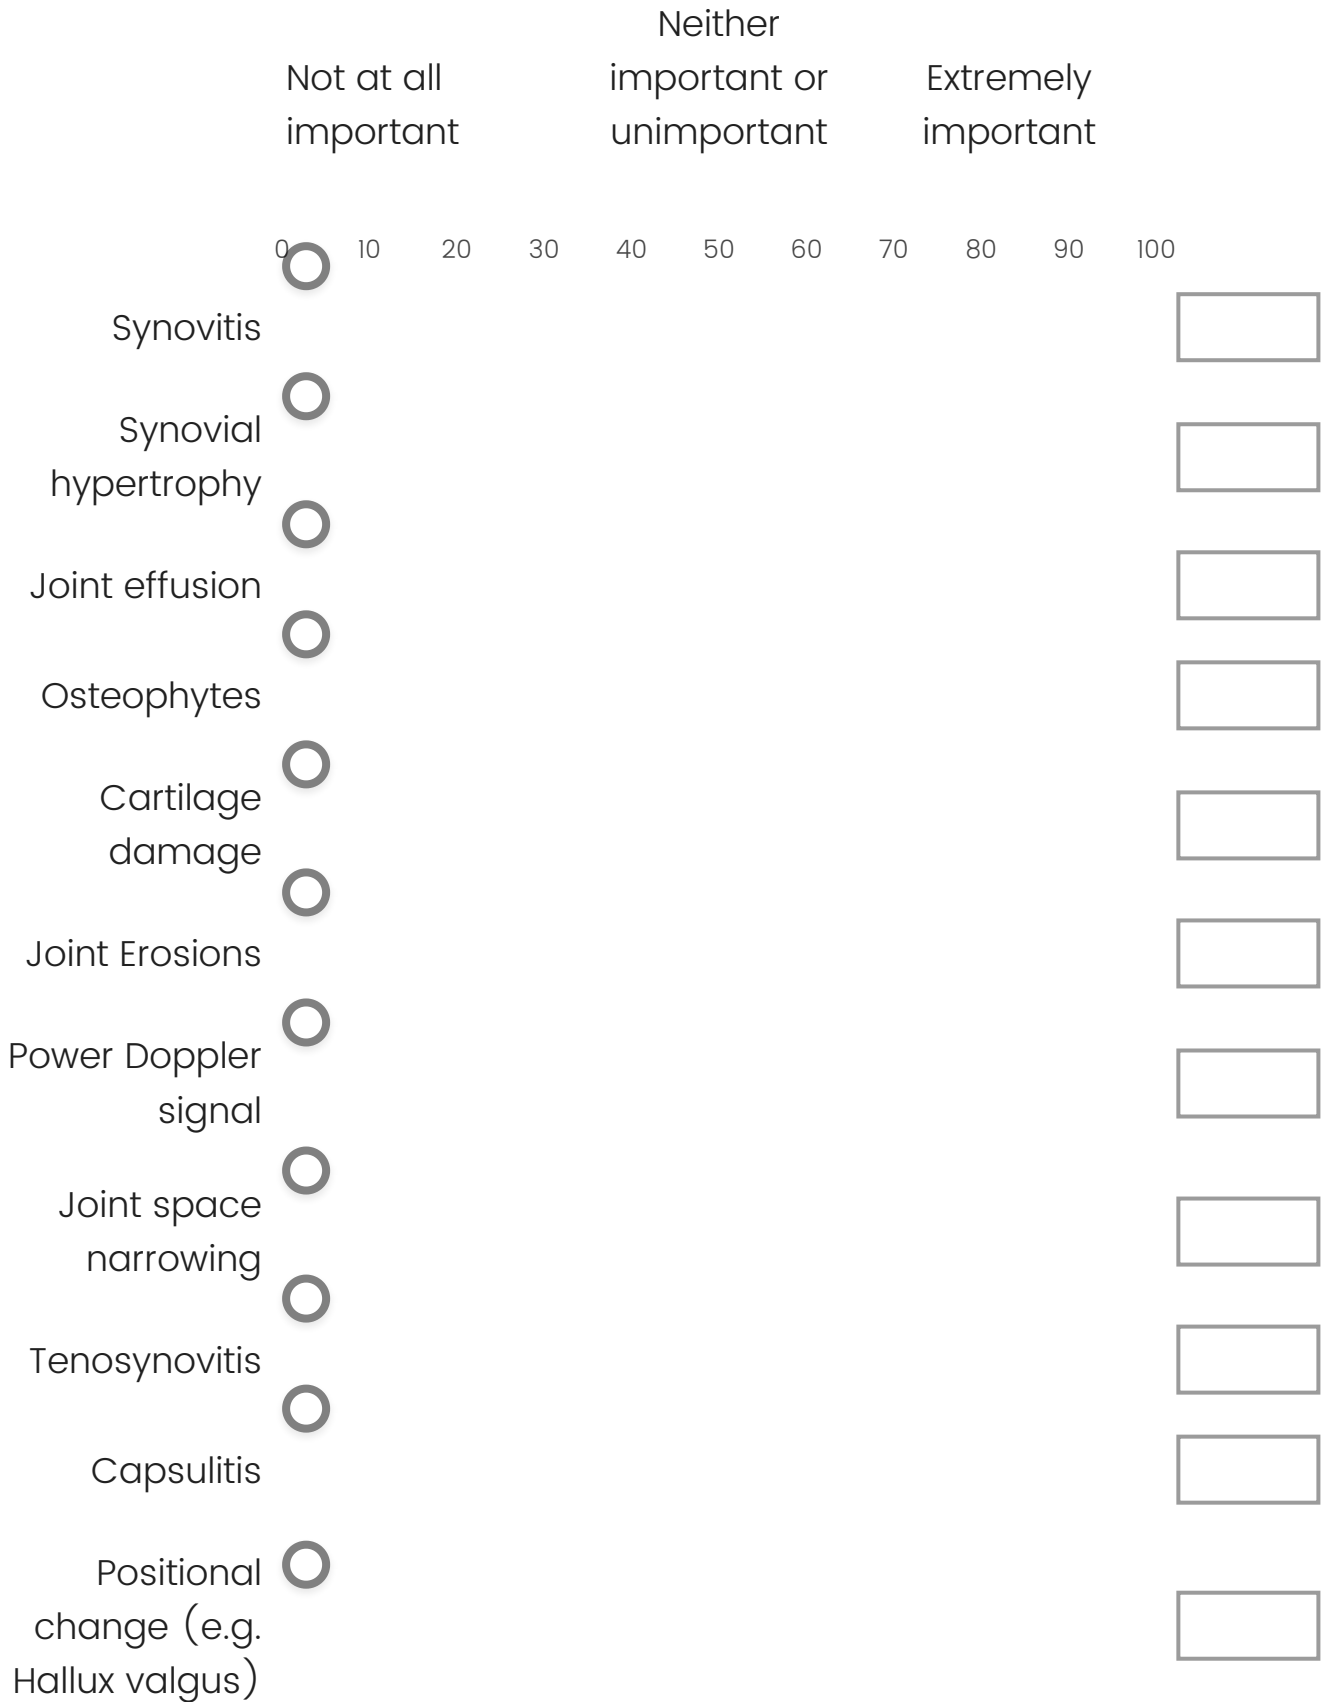 Not at all
important
Neither
important or
unimportant
Extremely
important
0 10 20 30 40 50 60 70 80 90 100
Synovitis
Synovial
hypertrophy
Joint effusion
Osteophytes
Cartilage
damage
Joint Erosions
Power Doppler
signal
Joint space
narrowing
Tenosynovitis
Capsulitis
Positional
change (e.g.
Hallux valgus)